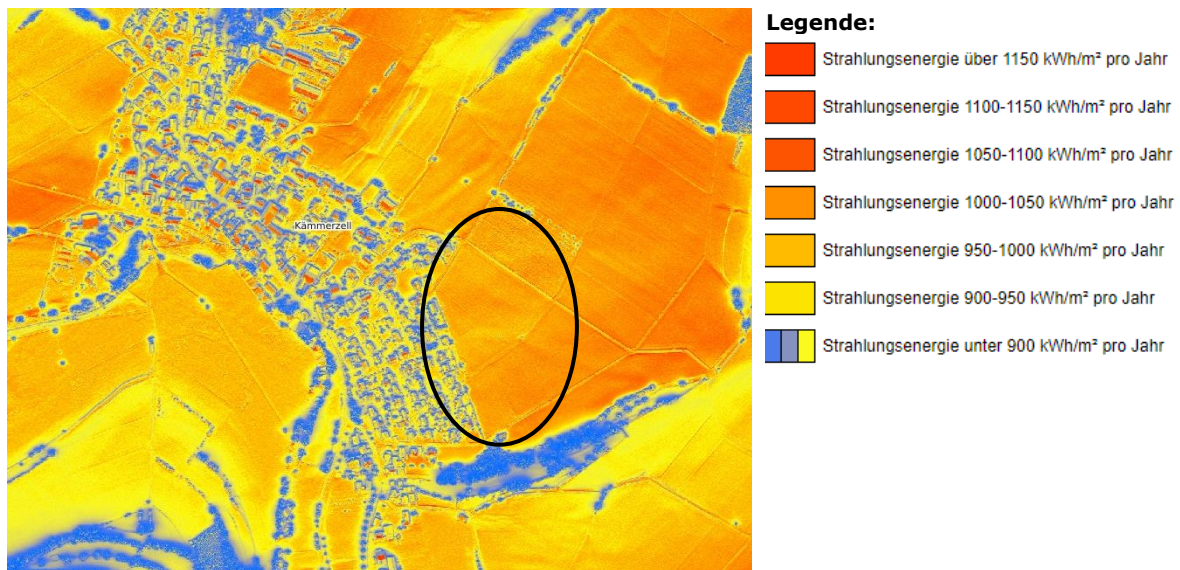 Legende:
Strahlungsenergie über 1150 kWh/m² pro Jahr
Strahlungsenergie 1100-1150 kWh/m² pro Jahr
Strahlungsenergie 1050-1100 kWh/m² pro Jahr
Strahlungsenergie 1000-1050 kWh/m² pro Jahr
Kämmerzell
Strahlungsenergie 950-1000 kWh/m² pro Jahr
Strahlungsenergie 900-950 kWh/m² pro Jahr
Strahlungsenergie unter 900 kWh/m² pro Jahr